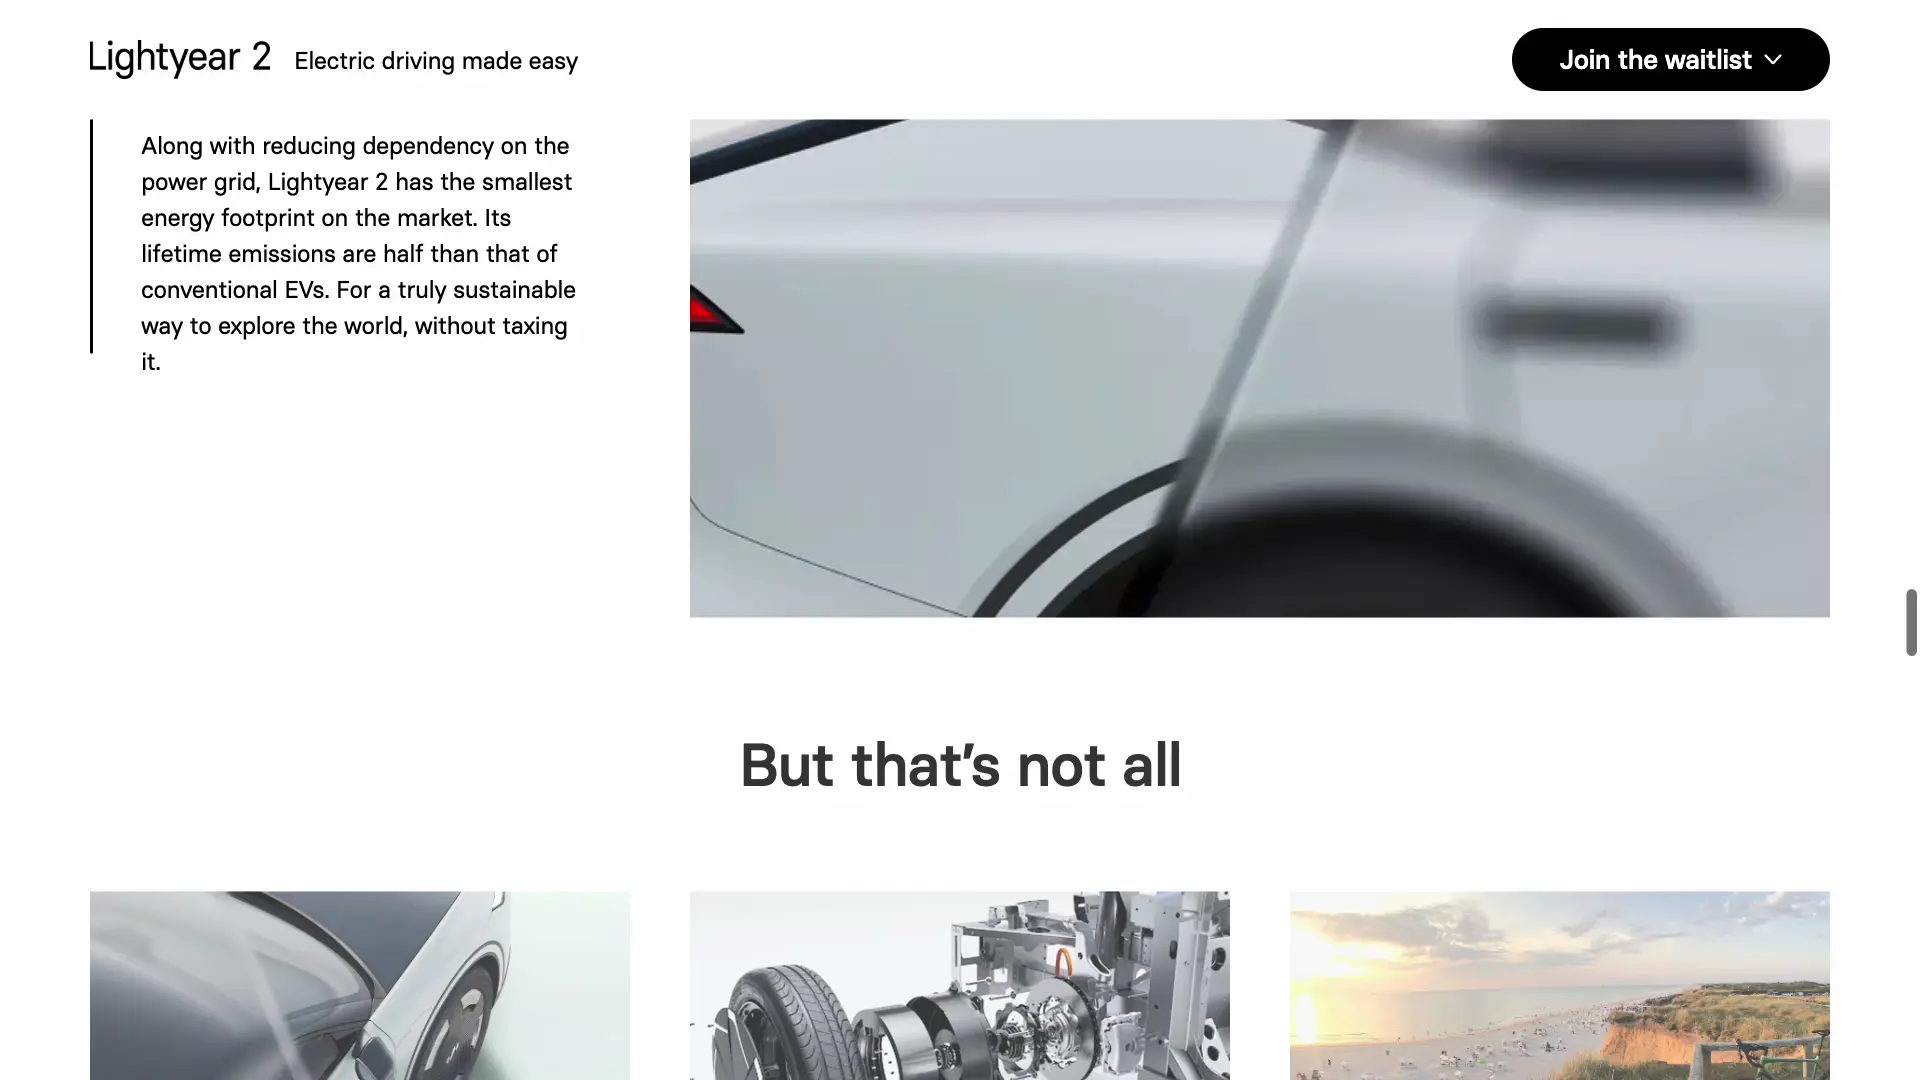 Lightyear 2 Electric driving made easy
Join the waitlist
Along with reducing dependency on the
power grid, Lightyear 2 has the smallest
energy footprint on the market. Its
lifetime emissions are half than that of
conventional EVs. For a truly sustainable
way to explore the world, without taxing
it.
But that’s not all